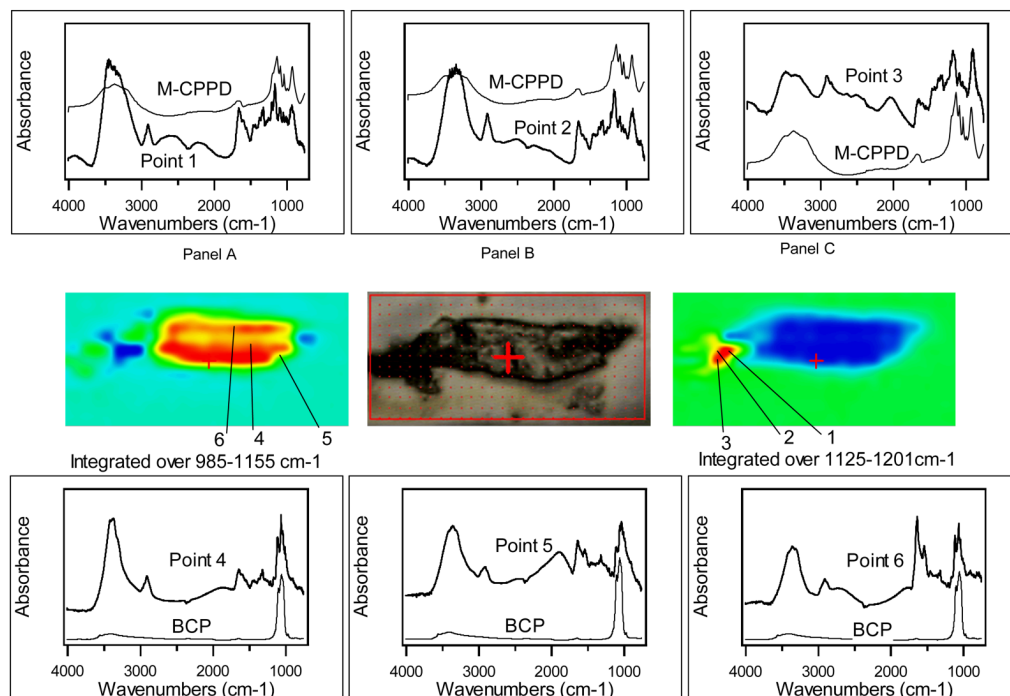 Absorbance
M-CPPD
Point 1
4000 3000 2000 1000
Wavenumbers (cm-1)
Panel A
Absorbance
M-CPPD
Point 2
4000 3000 2000 1000
Wavenumbers (cm-1)
Panel B
Absorbance
Point 3
M-CPPD
4000 3000 2000 1000
Wavenumbers (cm-1)
Panel C
6 4 5
Integrated over 985-1155 cm-1
3 2 1
Integrated over 1125-1201cm-1
Absorbance
Point 4
BCP
4000 3000 2000 1000
Wavenumbers (cm-1)
Absorbance
Point 5
BCP
4000 3000 2000 1000
Wavenumbers (cm-1)
Absorbance
Point 6
BCP
4000 3000 2000 1000
Wavenumbers (cm-1)